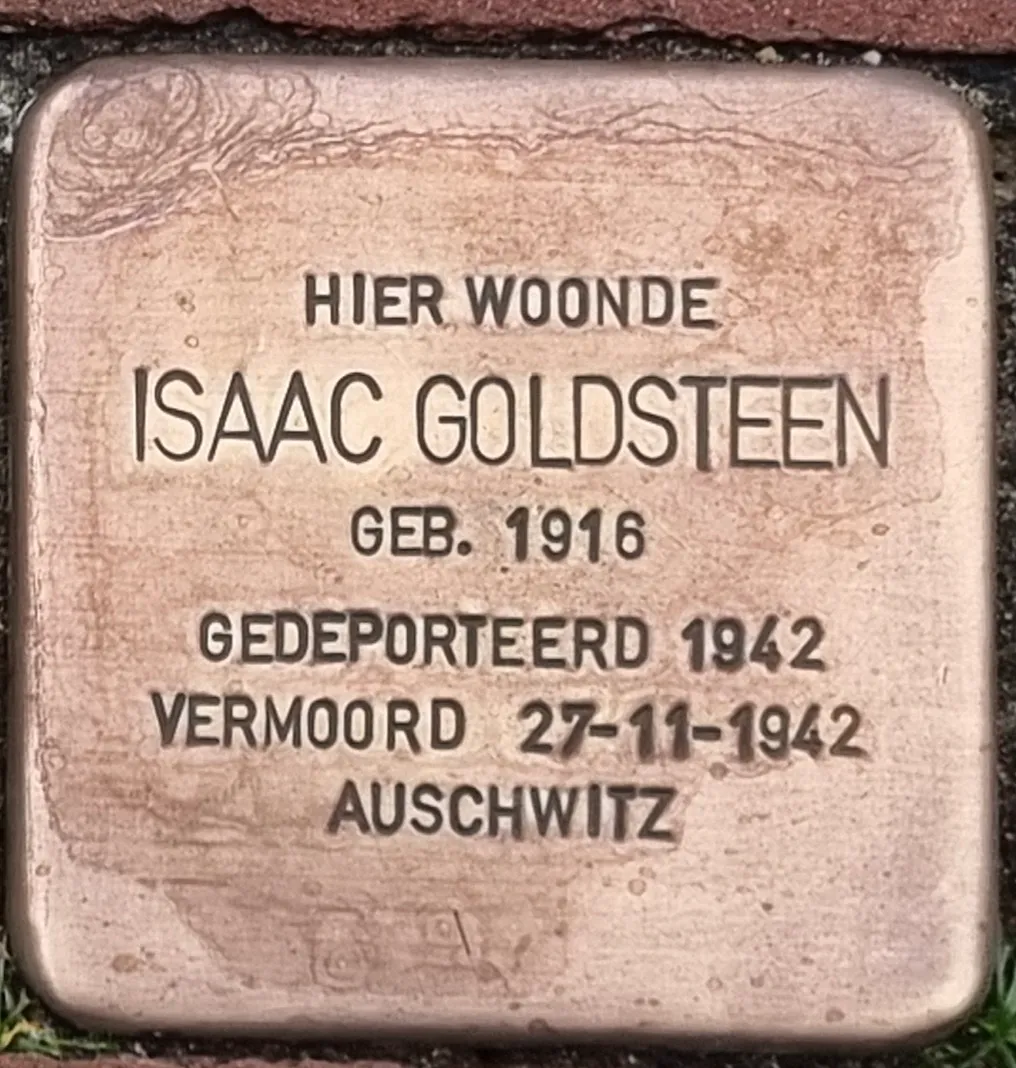 HIER WOONDE
ISAAC GOLDSTEEN
GEB. 1916
GEDEPORTEERD 1942
VERMOORD 27-11-1942
AUSCHWITZ